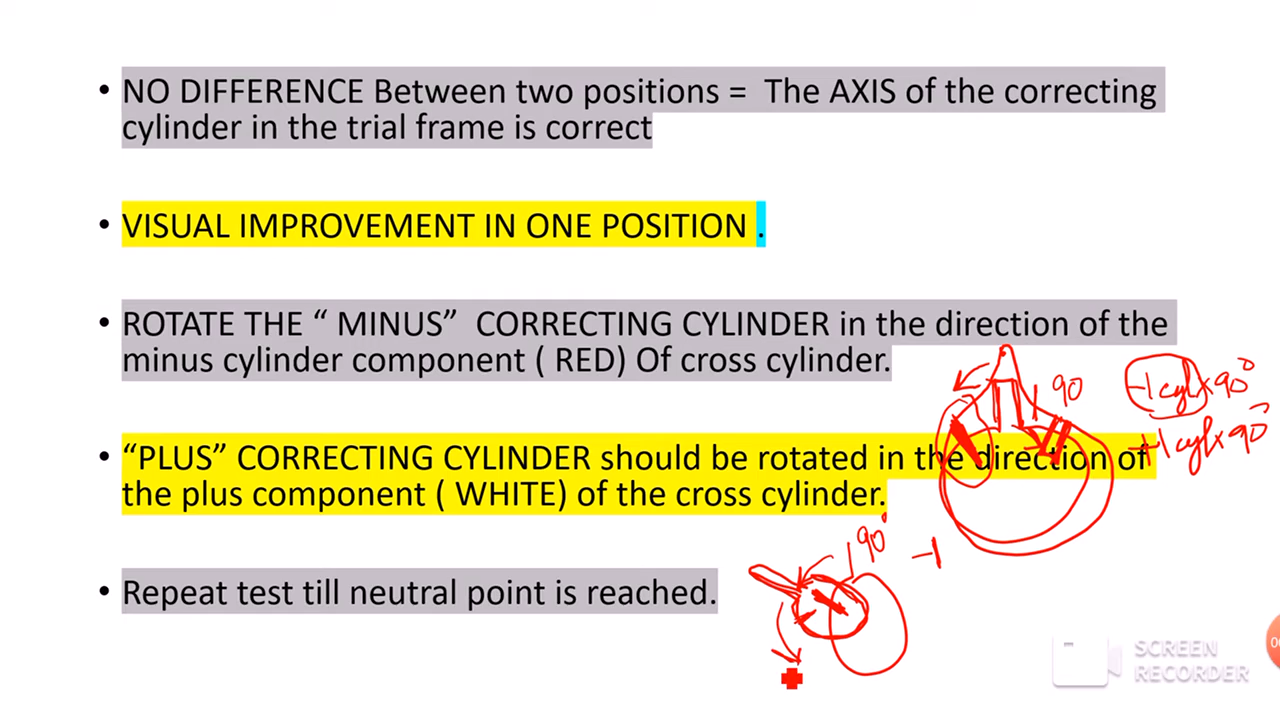 • NO DIFFERENCE Between two positions = The AXIS of the correcting
cylinder in the trial frame is correct
• VISUAL IMPROVEMENT IN ONE POSITION .
• ROTATE THE “ MINUS” CORRECTING CYLINDER in the direction of the
minus cylinder component ( RED) Of cross cylinder.
90
-1 cyl x 90°
+1 cyl x 90°
• “PLUS” CORRECTING CYLINDER should be rotated in the direction of
the plus component ( WHITE) of the cross cylinder.
90°
-1
• Repeat test till neutral point is reached.
SCREEN
RECORDER